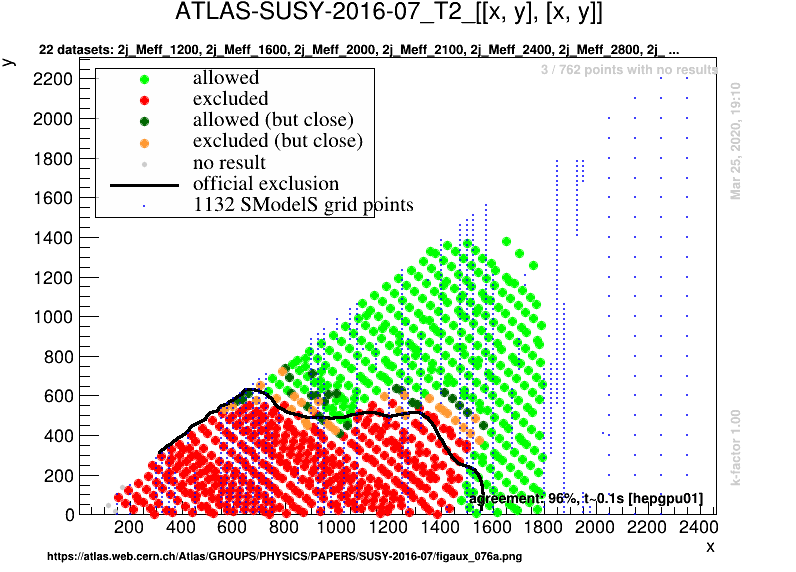 ATLAS-SUSY-2016-07_T2_[[x, y], [x, y]]
22 datasets: 2j_Meff_1200, 2j_Meff_1600, 2j_Meff_2000, 2j_Meff_2100, 2j_Meff_2400, 2j_Meff_2800, 2j_ ...
y
3 / 762 points with no results
allowed
excluded
allowed (but close)
excluded (but close)
no result
official exclusion
1132 SModelS grid points
Mar 25, 2020, 19:10
k-factor 1.00
2200
2000
1800
1600
1400
1200
1000
800
600
400
200
0
agreement: 96%, t~0.1s [hepgpu01]
200 400 600 800 1000 1200 1400 1600 1800 2000 2200 2400
x
https://atlas.web.cern.ch/Atlas/GROUPS/PHYSICS/PAPERS/SUSY-2016-07/figaux_076a.png